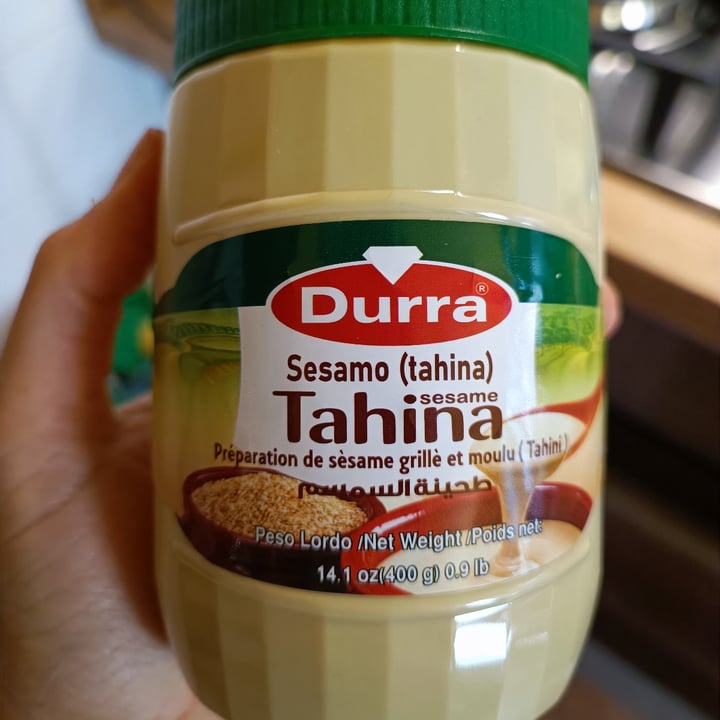 Durra®
Sesamo (tahina)
sesame
Tahina
Préparation de sèsame grillè et moulu ( Tahini )
طحينة السمسم
Peso Lordo /Net Weight /Poids net:
14.1 oz(400 g) 0.9 lb